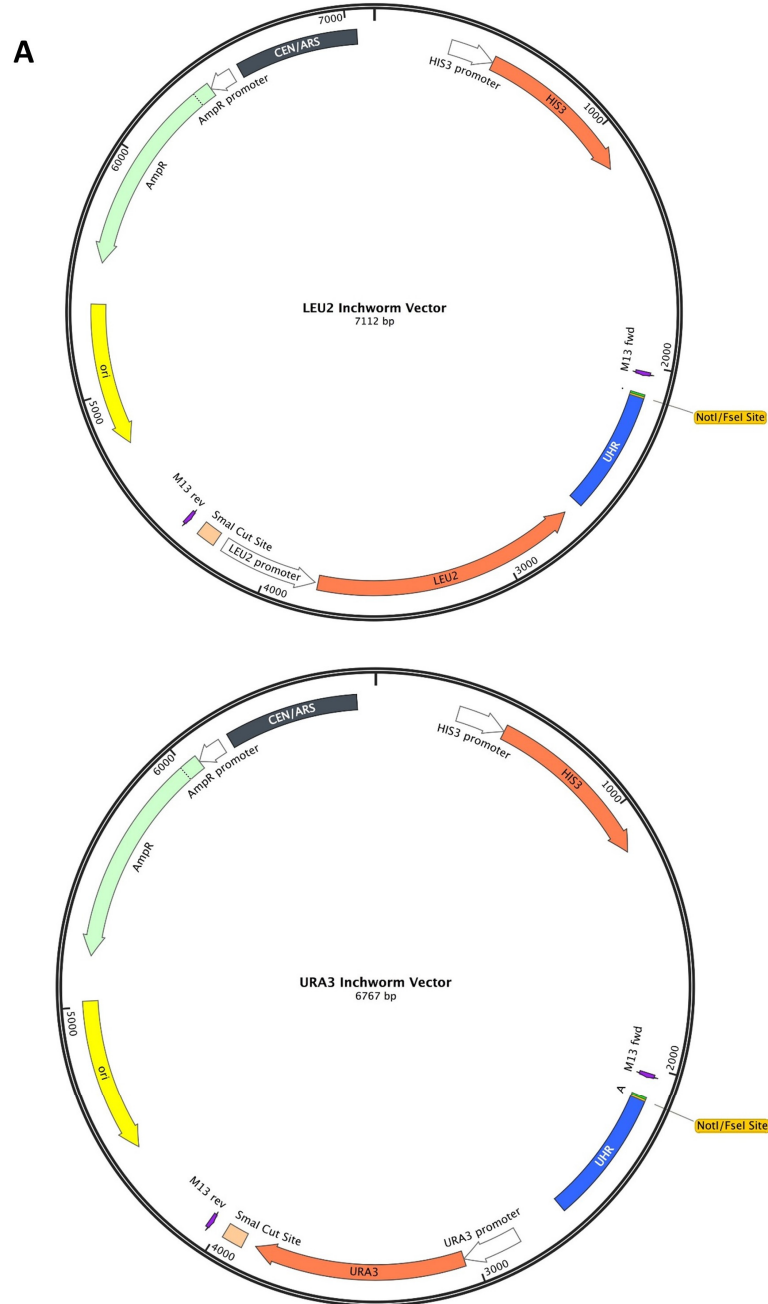 A
7000
CEN/ARS
HIS3 promoter
HIS3
1000
AmpR promoter
AmpR
6000
LEU2 Inchworm Vector
7112 bp
M13 fwd
2000
NotI/FseI Site
UHR
ori
5000
M13 rev
SmaI Cut Site
LEU2 promoter
4000
LEU2
3000
CEN/ARS
HIS3 promoter
HIS3
1000
AmpR promoter
6000
AmpR
URA3 Inchworm Vector
6767 bp
5000
ori
M13 fwd
2000
A
NotI/FseI Site
UHR
M13 rev
SmaI Cut Site
4000
URA3 promoter
URA3
3000